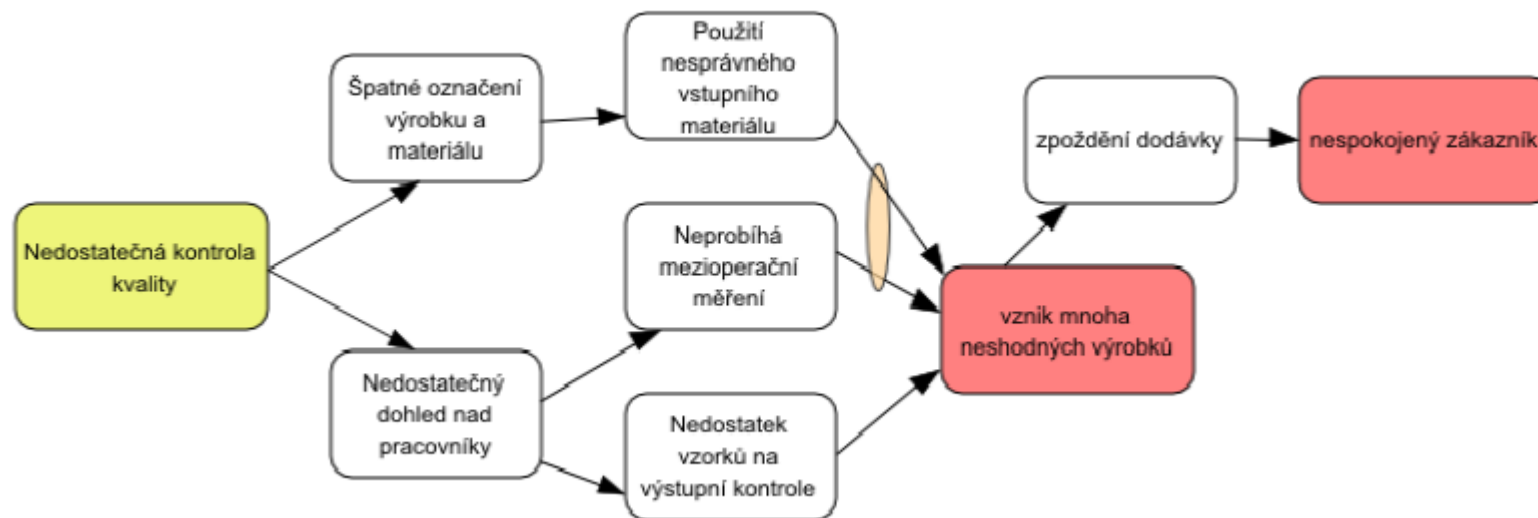 Nedostatečná kontrola
kvality
Špatné označení
výrobku a
materiálu
Použití
nesprávného
vstupního
materiálu
Nedostatečný
dohled nad
pracovníky
Neprobíhá
mezioperační
měření
Nedostatek
vzorků na
výstupní kontrole
vznik mnoha
neshodných výrobků
zpoždění dodávky
nespokojený zákazník